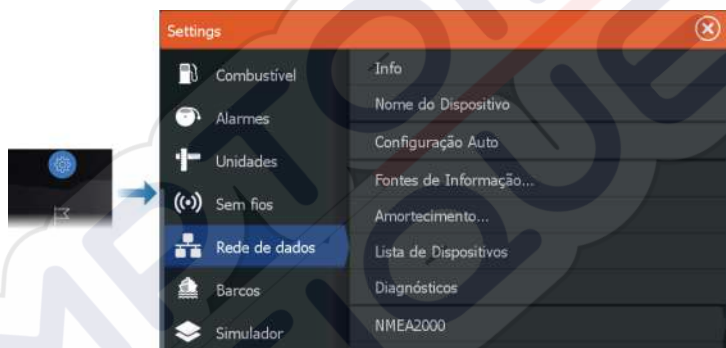 Settings
Combustível
Alarmes
Unidades
Sem fios
Rede de dados
Barcos
Simulador
Info
Nome do Dispositivo
Configuração Auto
Fontes de Informação...
Amortecimento...
Lista de Dispositivos
Diagnósticos
NMEA2000